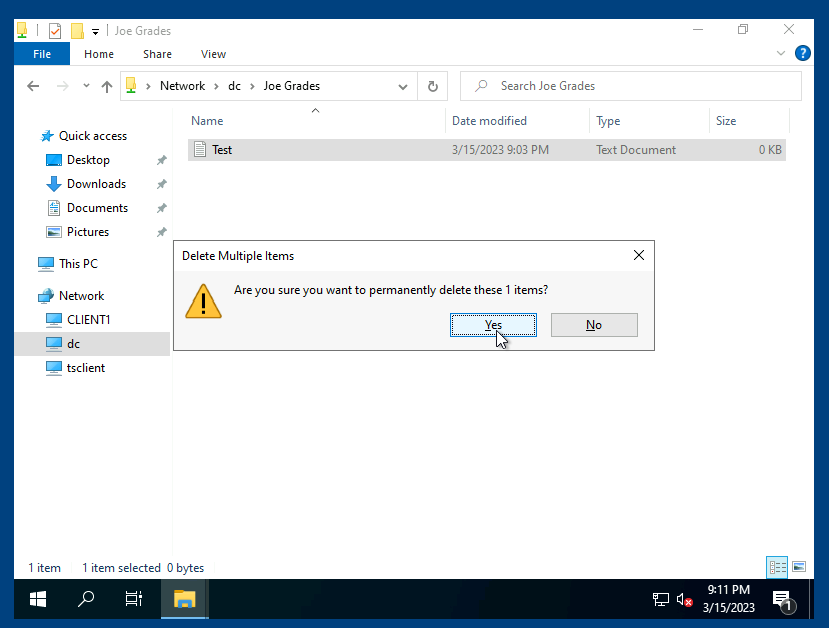 Joe Grades
File Home Share View
Network dc Joe Grades Search Joe Grades
Name Date modified Type Size
Quick access
Test 3/15/2023 9:03 PM Text Document 0 KB
Desktop
Downloads
Documents
Pictures
This PC
Network
CLIENT1
dc
tsclient
Delete Multiple Items
Are you sure you want to permanently delete these 1 items?
Yes No
1 item 1 item selected 0 bytes
9:11 PM
3/15/2023
1